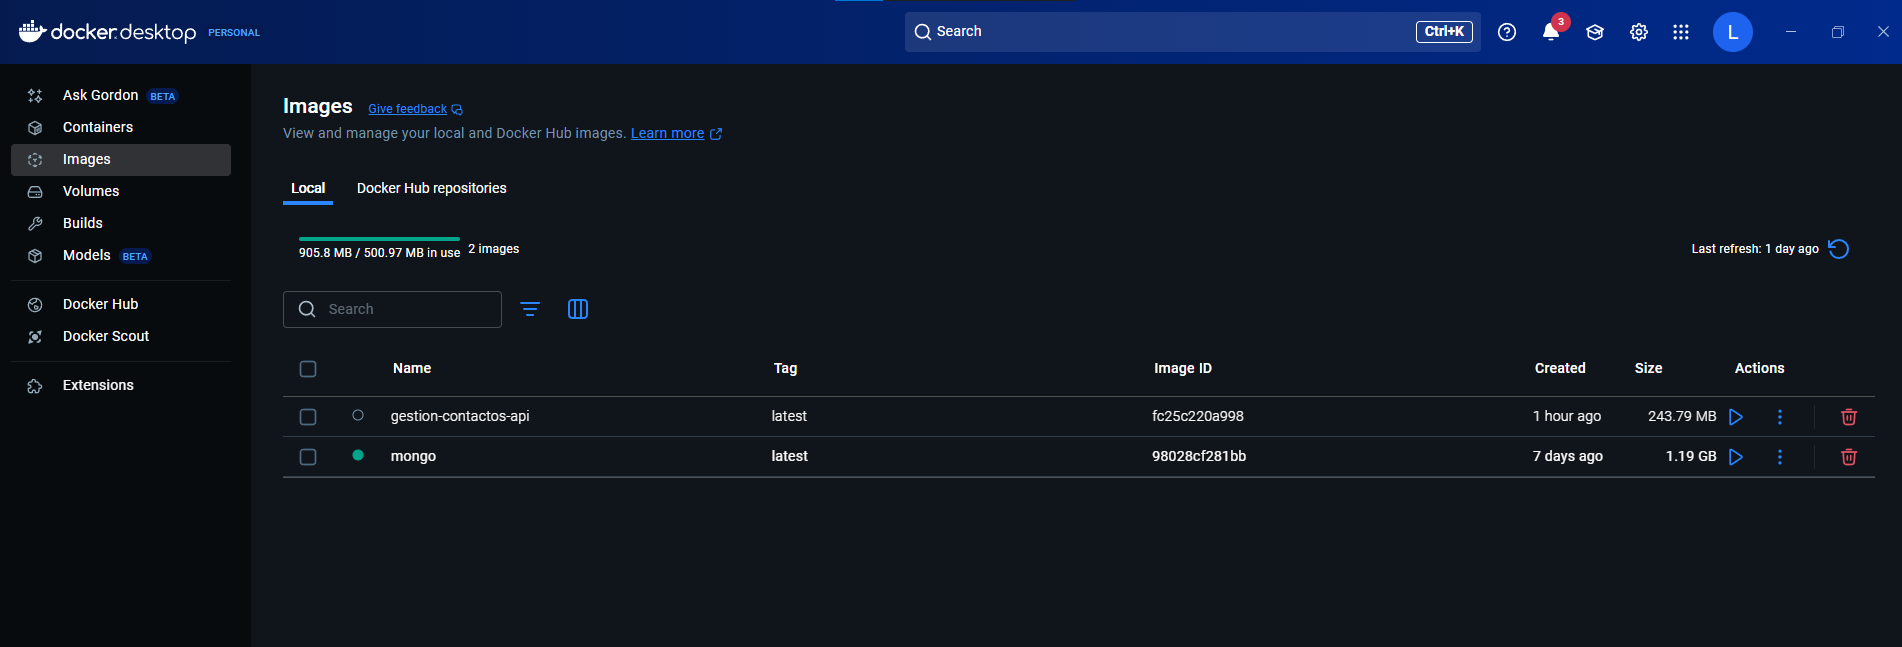 docker.desktop PERSONAL
Search
Ctrl+K
3
L
Ask Gordon BETA
Containers
Images
Volumes
Builds
Models BETA
Docker Hub
Docker Scout
Extensions
Images Give feedback
View and manage your local and Docker Hub images. Learn more
Local Docker Hub repositories
905.8 MB / 500.97 MB in use 2 images
Last refresh: 1 day ago
Search
Name Tag Image ID Created Size Actions
gestion-contactos-api latest fc25c220a998 1 hour ago 243.79 MB
mongo latest 98028cf281bb 7 days ago 1.19 GB